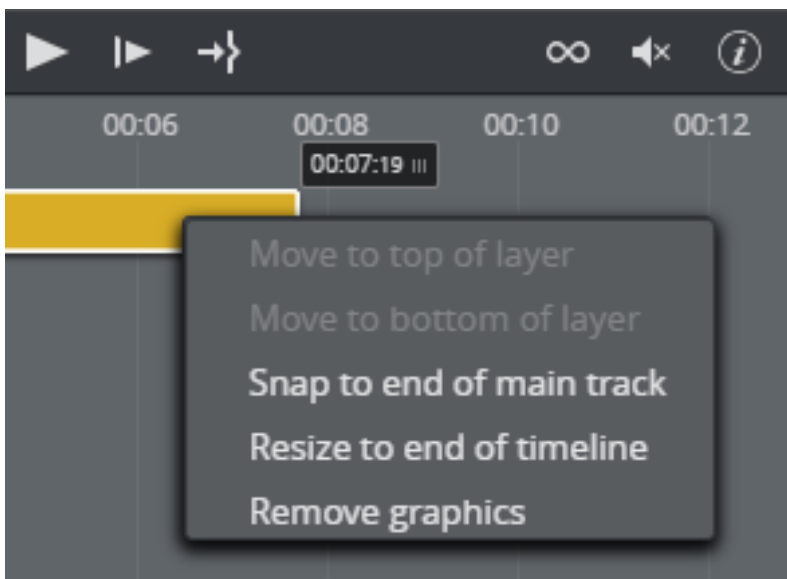 00:06 00:08 00:10 00:12
00:07:19
Move to top of layer
Move to bottom of layer
Snap to end of main track
Resize to end of timeline
Remove graphics